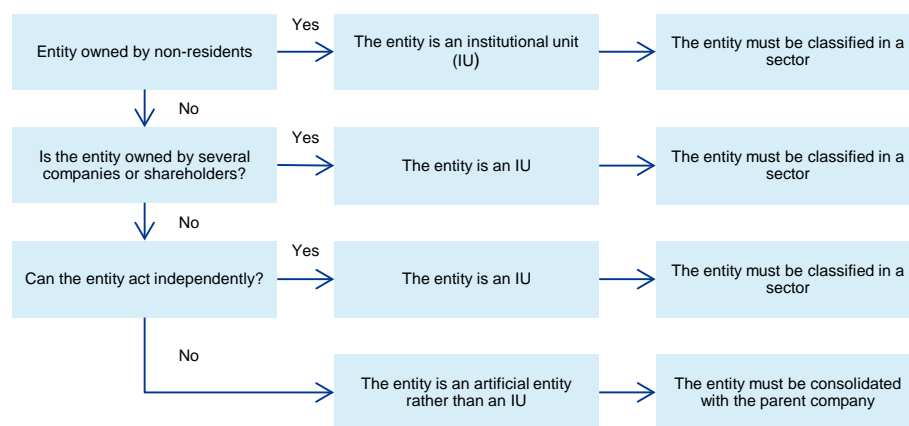 Yes
Entity owned by non-residents
The entity is an institutional unit
(IU)
The entity must be classified in a
sector
No
Yes
Is the entity owned by several
companies or shareholders?
The entity is an IU
The entity must be classified in a
sector
No
Yes
Can the entity act independently?
The entity is an IU
The entity must be classified in a
sector
No
The entity is an artificial entity
rather than an IU
The entity must be consolidated
with the parent company